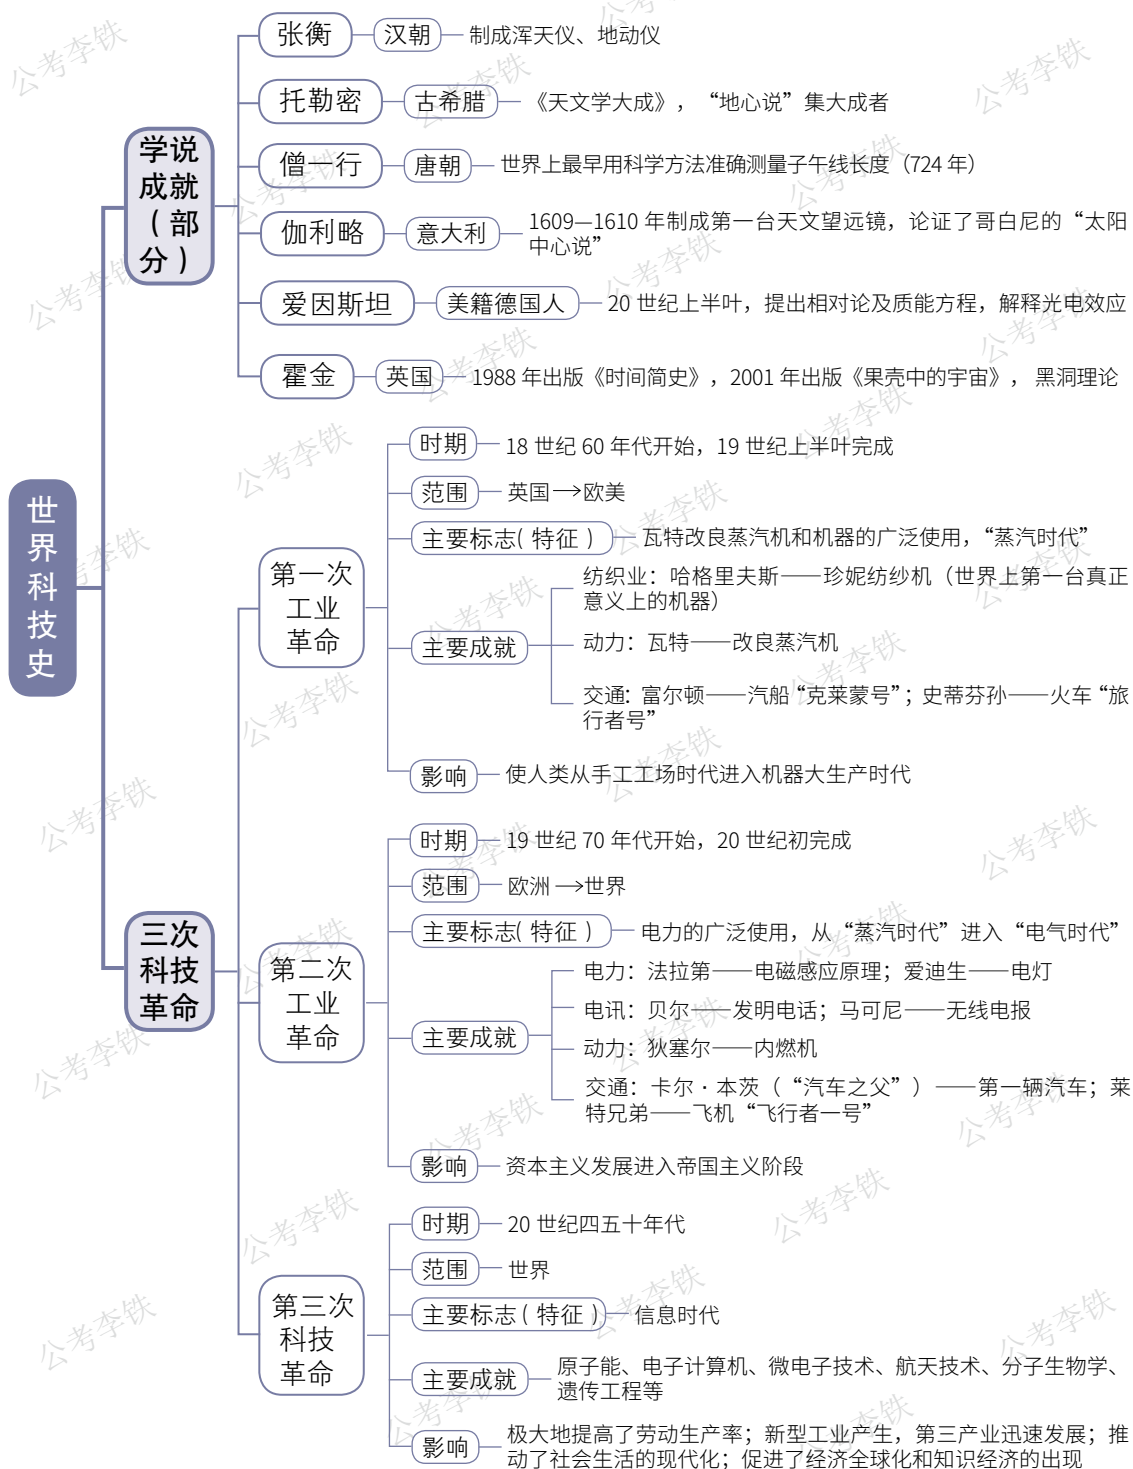 世界科技史
学说成就（部分）
张衡
汉朝
制成浑天仪、地动仪
托勒密
古希腊
《天文学大成》，“地心说”集大成者
僧一行
唐朝
世界上最早用科学方法准确测量子午线长度（724 年）
伽利略
意大利
1609—1610 年制成第一台天文望远镜，论证了哥白尼的“太阳
中心说”
爱因斯坦
美籍德国人
20 世纪上半叶，提出相对论及质能方程，解释光电效应
霍金
英国
1988 年出版《时间简史》，2001 年出版《果壳中的宇宙》， 黑洞理论
三次科技革命
第一次
工业
革命
时期
18 世纪 60 年代开始，19 世纪上半叶完成
范围
英国→欧美
主要标志（特征）
瓦特改良蒸汽机和机器的广泛使用，“蒸汽时代”
主要成就
纺织业：哈格里夫斯——珍妮纺纱机（世界上第一台真正
意义上的机器）
动力：瓦特——改良蒸汽机
交通：富尔顿——汽船“克莱蒙号”；史蒂芬孙——火车“旅
行者号”
影响
使人类从手工工场时代进入机器大生产时代
第二次
工业
革命
时期
19 世纪 70 年代开始，20 世纪初完成
范围
欧洲→世界
主要标志（特征）
电力的广泛使用，从“蒸汽时代”进入“电气时代”
主要成就
电力：法拉第——电磁感应原理；爱迪生——电灯
电讯：贝尔——发明电话；马可尼——无线电报
动力：狄塞尔——内燃机
交通：卡尔·本茨（“汽车之父”）——第一辆汽车；莱
特兄弟——飞机“飞行者一号”
影响
资本主义发展进入帝国主义阶段
第三次
科技
革命
时期
20 世纪四五十年代
范围
世界
主要标志（特征）
信息时代
主要成就
原子能、电子计算机、微电子技术、航天技术、分子生物学、
遗传工程等
影响
极大地提高了劳动生产率；新型工业产生，第三产业迅速发展；推
动了社会生活的现代化；促进了经济全球化和知识经济的出现
公考李铁